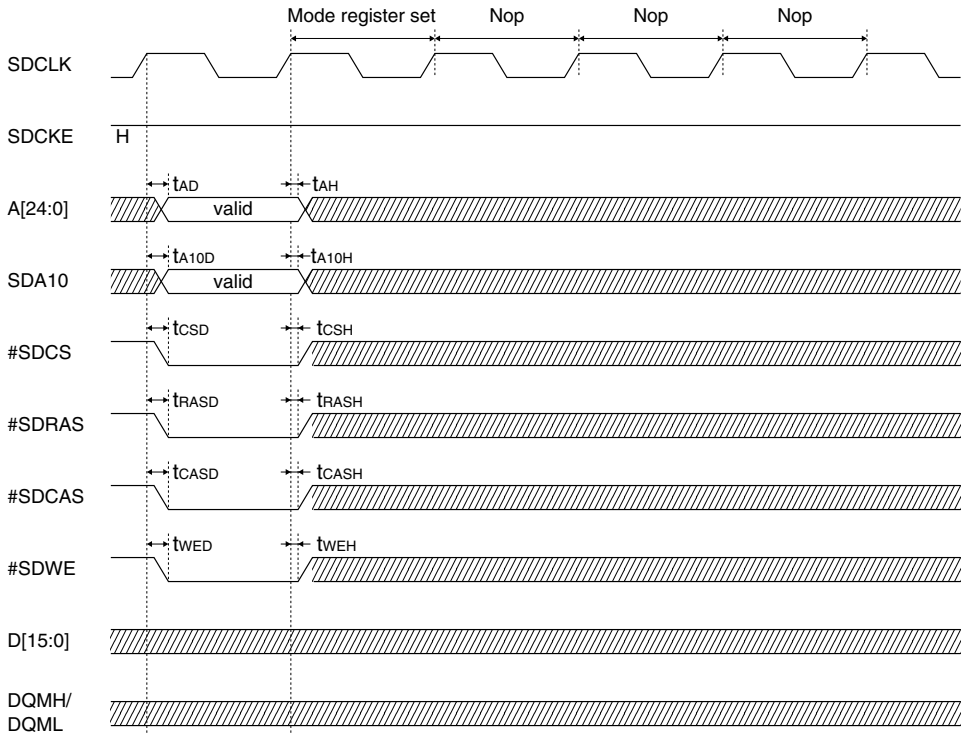 Mode register set Nop Nop Nop
SDCLK
SDCKE H
tAD tAH
A[24:0] valid
tA10D tA10H
SDA10 valid
tCSD tCSH
#SDCS
tRASD tRASH
#SDRAS
tCASD tCASH
#SDCAS
tWED tWEH
#SDWE
D[15:0]
DQMH/
DQML